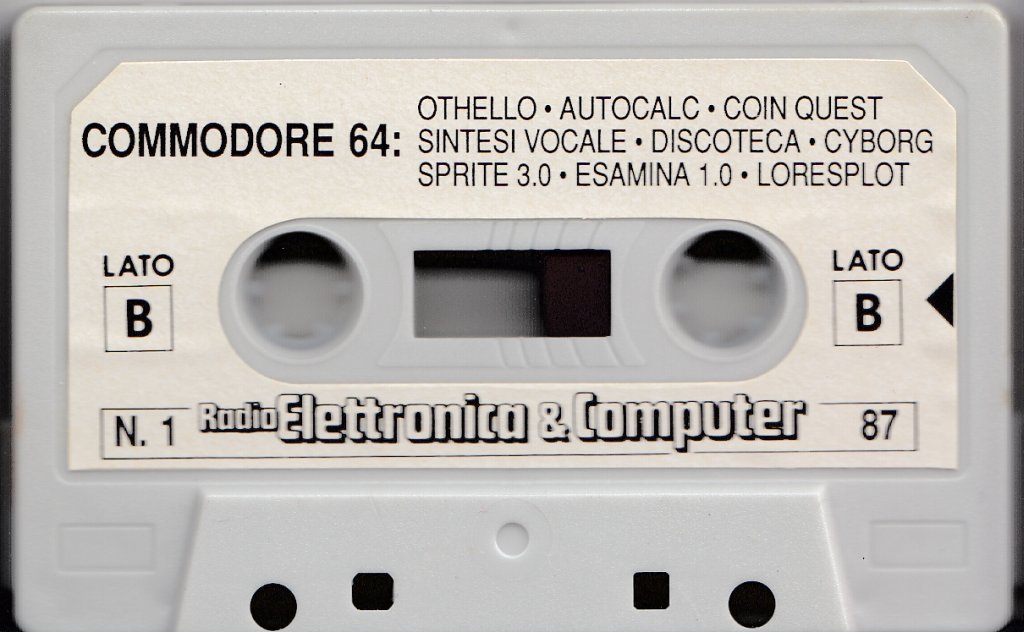 COMMODORE 64:
OTHELLO • AUTOCALC • COIN QUEST
SINTESI VOCALE • DISCOTECA • CYBORG
SPRITE 3.0 • ESAMINA 1.0 • LORESPLOT
LATO
B
LATO
B
N. 1 Radio Elettronica & Computer 87